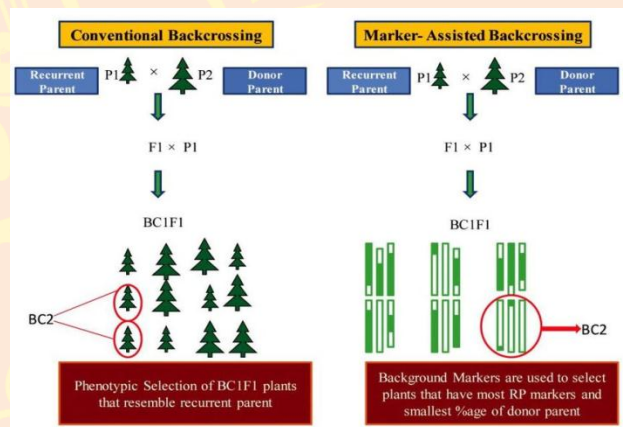 Conventional Backcrossing
Recurrent
Parent
P1 × P2
Donor
Parent
F1 × P1
BC1F1
BC2
Phenotypic Selection of BC1F1 plants
that resemble recurrent parent
Marker- Assisted Backcrossing
Recurrent
Parent
P1 × P2
Donor
Parent
F1 × P1
BC1F1
BC2
Background Markers are used to select
plants that have most RP markers and
smallest %age of donor parent